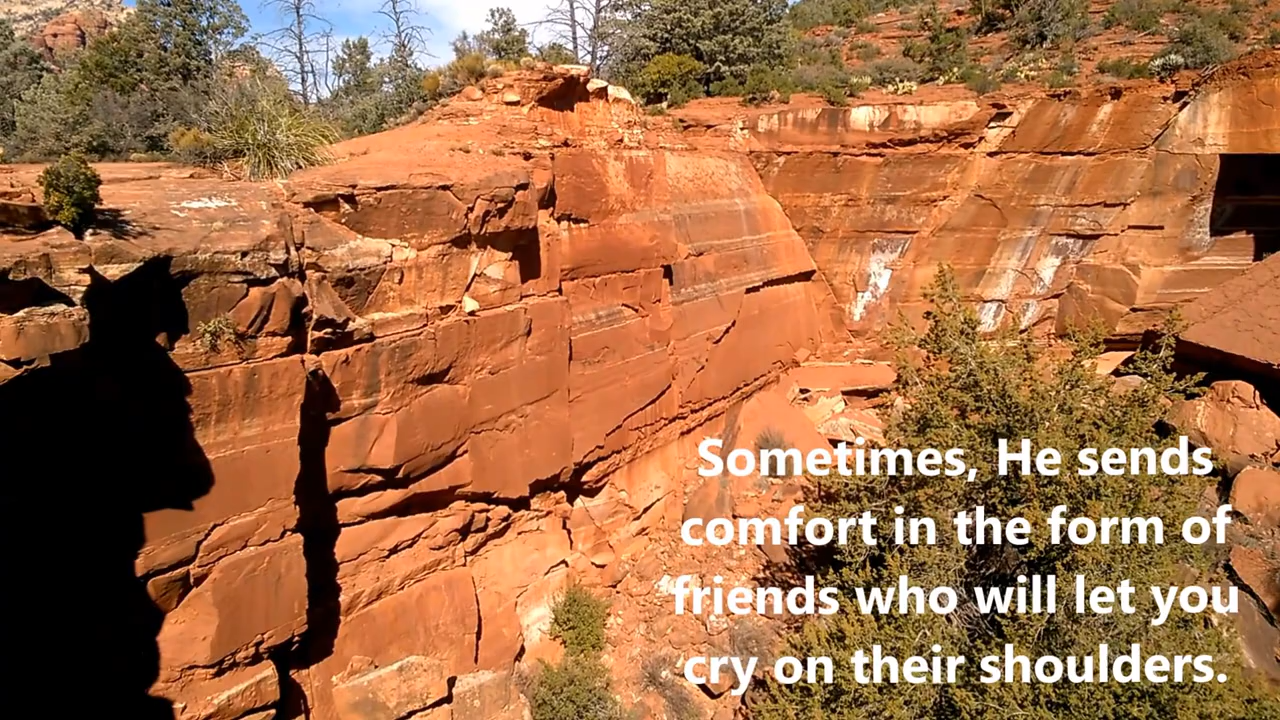 Sometimes, He sends
comfort in the form of
friends who will let you
cry on their shoulders.